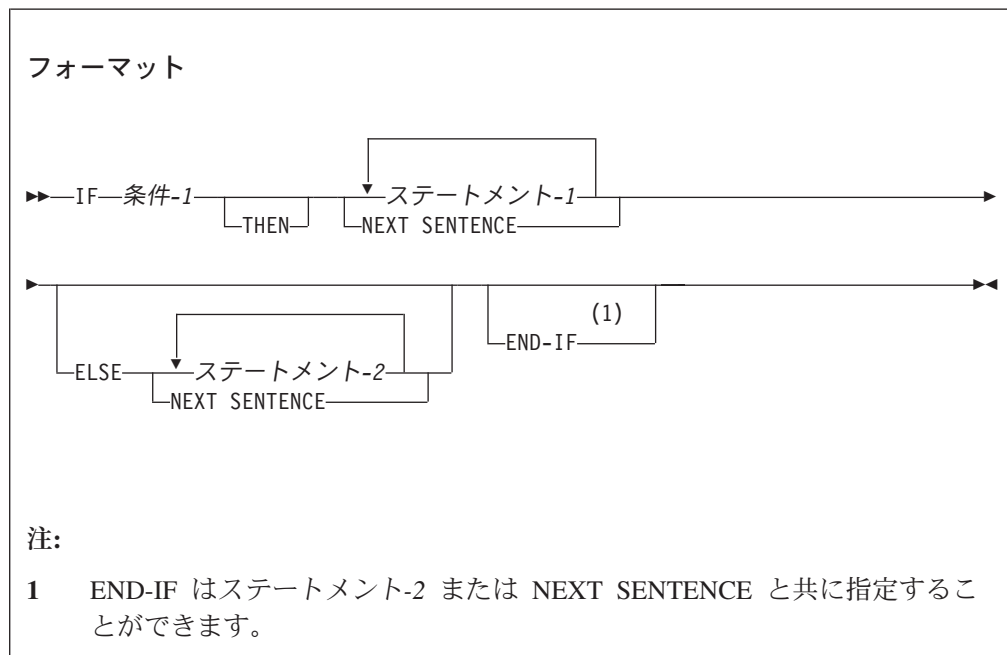 フォーマット
IF 条件-1 THEN ステートメント-1
NEXT SENTENCE
(1)
END-IF
ELSE ステートメント-2
NEXT SENTENCE
注:
1 END-IF はステートメント-2 または NEXT SENTENCE と共に指定するこ
とができます。